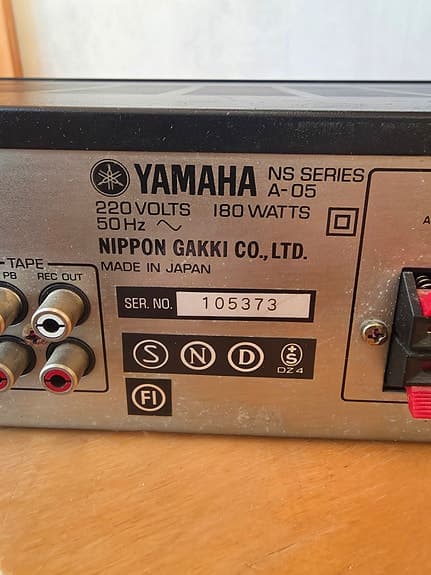 YAMAHA NS SERIES
A-05
220 VOLTS 180 WATTS
50 Hz
NIPPON GAKKI CO., LTD.
MADE IN JAPAN
TAPE
PB REC OUT
SER. NO. 105373
S N D +S
DZ4
FI
A